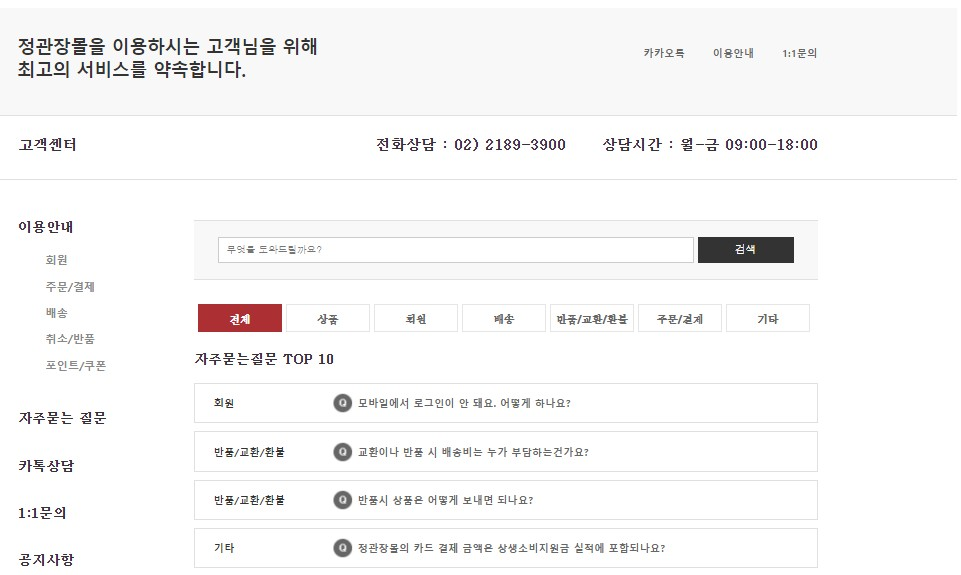 정관장몰을 이용하시는 고객님을 위해
최고의 서비스를 약속합니다.
카카오톡 이용안내 1:1문의
고객센터 전화상담 : 02) 2189-3900 상담시간 : 월-금 09:00-18:00
이용안내
회원
주문/결제
배송
취소/반품
포인트/쿠폰
자주묻는 질문
카톡상담
1:1문의
공지사항
무엇을 도와드릴까요? 검색
전체 상품 회원 배송 반품/교환/환불 주문/결제 기타
자주묻는질문 TOP 10
회원 Q 모바일에서 로그인이 안 돼요. 어떻게 하나요?
반품/교환/환불 Q 교환이나 반품 시 배송비는 누가 부담하는건가요?
반품/교환/환불 Q 반품시 상품은 어떻게 보내면 되나요?
기타 Q 정관장몰의 카드 결제 금액은 상생소비지원금 실적에 포함되나요?